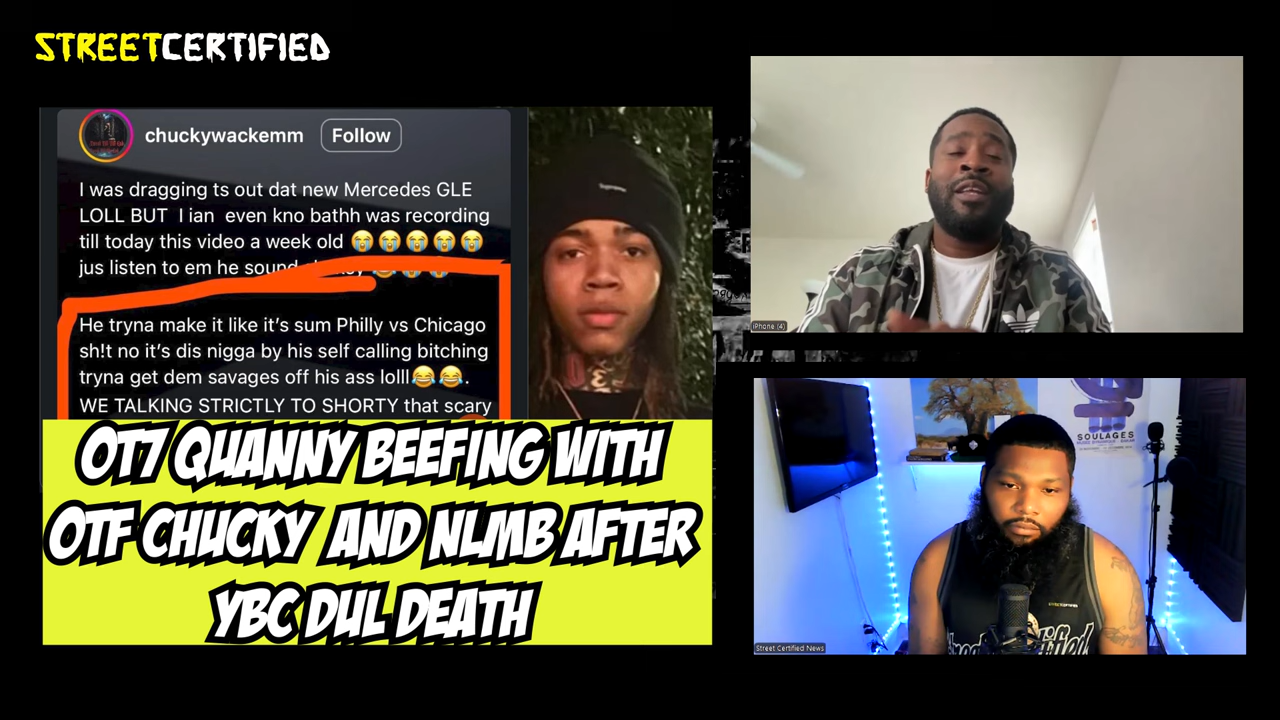 STREETCERTIFIED
chuckywackemm Follow
I was dragging ts out dat new Mercedes GLE
LOLL BUT I ian even kno bathh was recording
till today this video a week old 😭😭😭😭😭
jus listen to em he sound
He tryna make it like it's sum Philly vs Chicago
sh!t no it's dis nigga by his self calling bitching
tryna get dem savages off his ass lolll😂😂.
WE TALKING STRICTLY TO SHORTY that scary
OT7 QUANNY BEEFING WITH
OTF CHUCKY AND NLMB AFTER
YBC DUL DEATH
iPhone (4)
SOULAGES
STREETCERTIFIED
Street Certified News